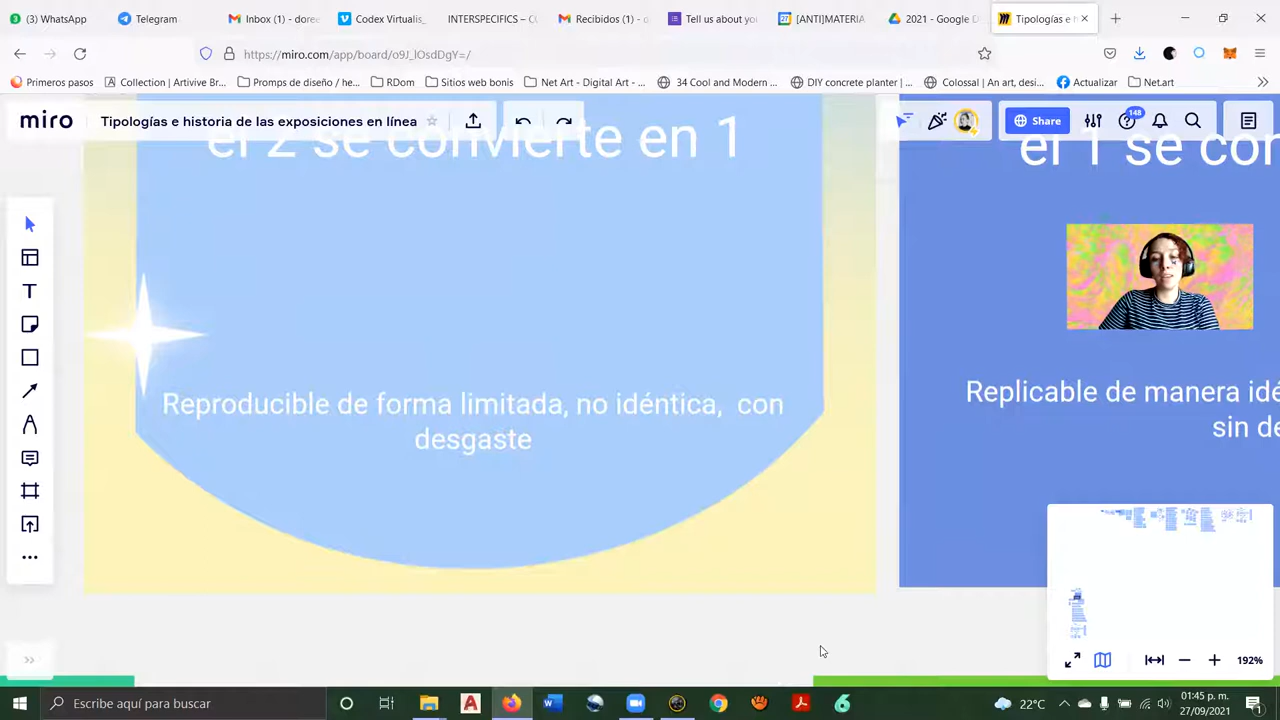 (3) WhatsApp
Telegram
Inbox (1) - doree
Codex Virtualis_
INTERSPECIFICS – CO
Recibidos (1) - o
Tell us about you
[ANTI]MATERIA
2021 - Google D
Tipologías e h
https://miro.com/app/board/o9J_lOsdDgY=/
Primeros pasos
Collection | Artivive Br...
Promps de diseño / he...
RDom
Sitios web bonis
Net Art - Digital Art - ...
34 Cool and Modern ...
DIY concrete planter | ...
Colossal | An art, desi...
Actualizar
Net.art
miro
Tipologías e historia de las exposiciones en línea
Share
148
el 2 se convierte en 1
el 1 se con
Reproducible de forma limitada, no idéntica, con
desgaste
Replicable de manera idé
sin de
192%
Escribe aquí para buscar
22°C
01:45 p. m.
27/09/2021